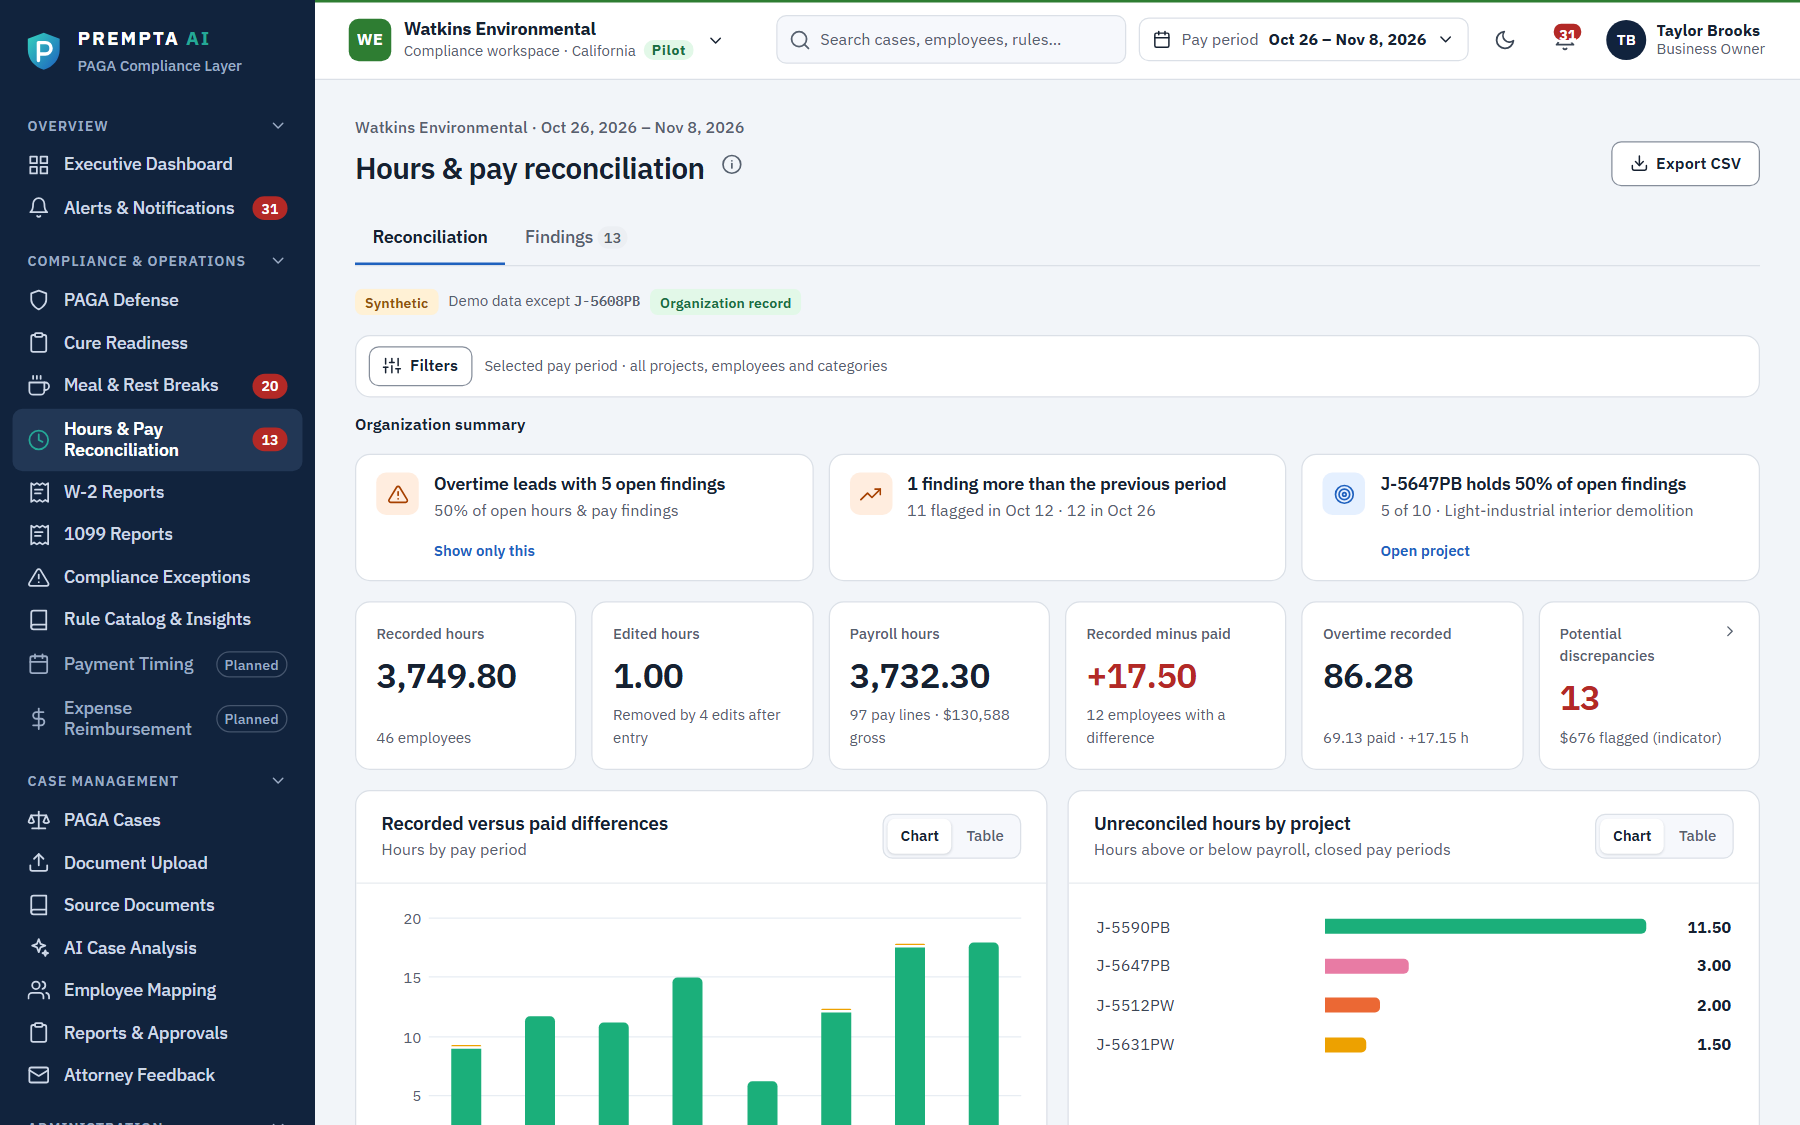 PREMPTA AI
PAGA Compliance Layer
OVERVIEW
Executive Dashboard
Alerts & Notifications 31
COMPLIANCE & OPERATIONS
PAGA Defense
Cure Readiness
Meal & Rest Breaks 20
Hours & Pay
Reconciliation 13
W-2 Reports
1099 Reports
Compliance Exceptions
Rule Catalog & Insights
Payment Timing Planned
Expense
Reimbursement Planned
CASE MANAGEMENT
PAGA Cases
Document Upload
Source Documents
AI Case Analysis
Employee Mapping
Reports & Approvals
Attorney Feedback
ADMINISTRATION
WE Watkins Environmental
Compliance workspace · California Pilot
Search cases, employees, rules...
Pay period Oct 26 – Nov 8, 2026
31
TB Taylor Brooks
Business Owner
Watkins Environmental · Oct 26, 2026 – Nov 8, 2026
Hours & pay reconciliation
Export CSV
Reconciliation
Findings 13
Synthetic Demo data except J-5608PB Organization record
Filters Selected pay period · all projects, employees and categories
Organization summary
Overtime leads with 5 open findings
50% of open hours & pay findings
Show only this
1 finding more than the previous period
11 flagged in Oct 12 · 12 in Oct 26
J-5647PB holds 50% of open findings
5 of 10 · Light-industrial interior demolition
Open project
Recorded hours
3,749.80
46 employees
Edited hours
1.00
Removed by 4 edits after
entry
Payroll hours
3,732.30
97 pay lines · $130,588
gross
Recorded minus paid
+17.50
12 employees with a
difference
Overtime recorded
86.28
69.13 paid · +17.15 h
Potential
discrepancies
13
$676 flagged (indicator)
Recorded versus paid differences
Hours by pay period
Chart Table
20
15
10
5
Unreconciled hours by project
Hours above or below payroll, closed pay periods
Chart Table
J-5590PB 11.50
J-5647PB 3.00
J-5512PW 2.00
J-5631PW 1.50